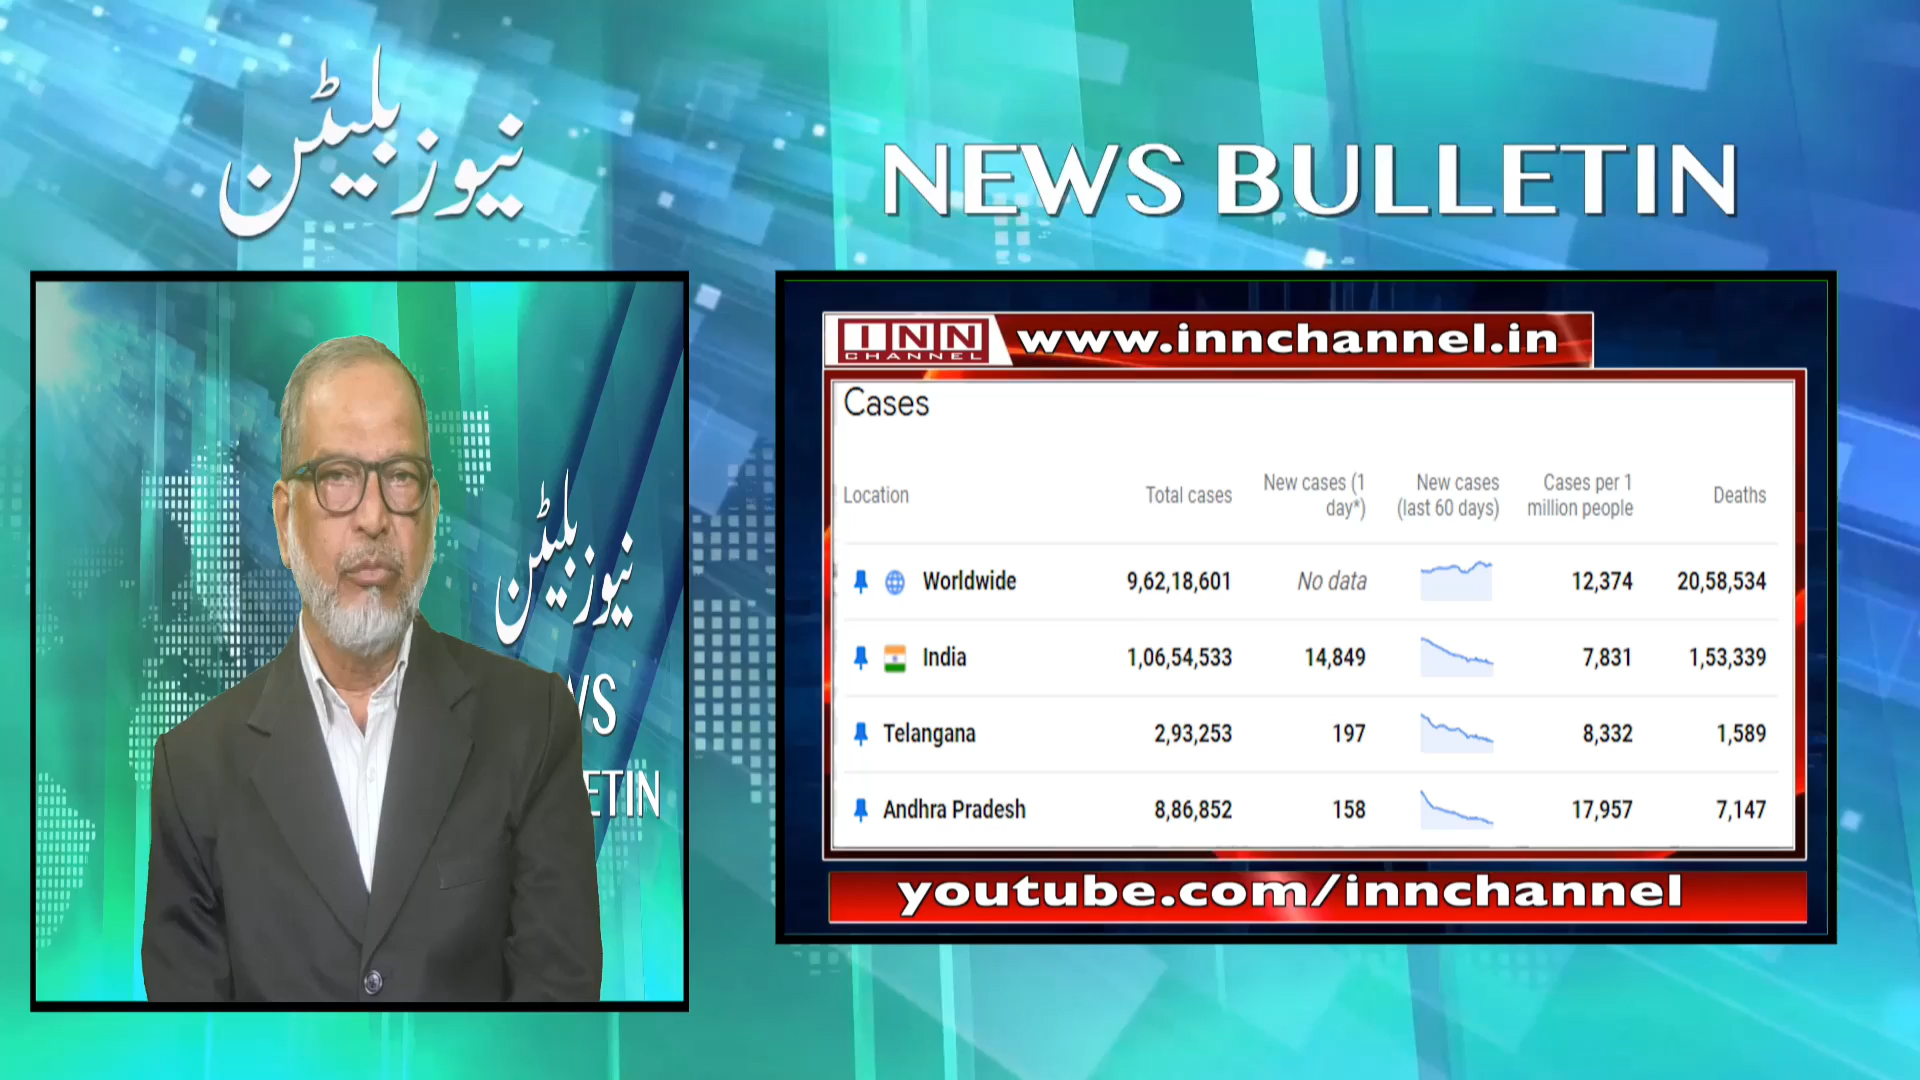 نیوز بلیٹن
NEWS BULLETIN
نیوز بلیٹن
WS
ETIN
INN
CHANNEL
www.innchannel.in
Cases
Location Total cases New cases (1 day*) New cases (last 60 days) Cases per 1 million people Deaths
Worldwide 9,62,18,601 No data 12,374 20,58,534
India 1,06,54,533 14,849 7,831 1,53,339
Telangana 2,93,253 197 8,332 1,589
Andhra Pradesh 8,86,852 158 17,957 7,147
youtube.com/innchannel